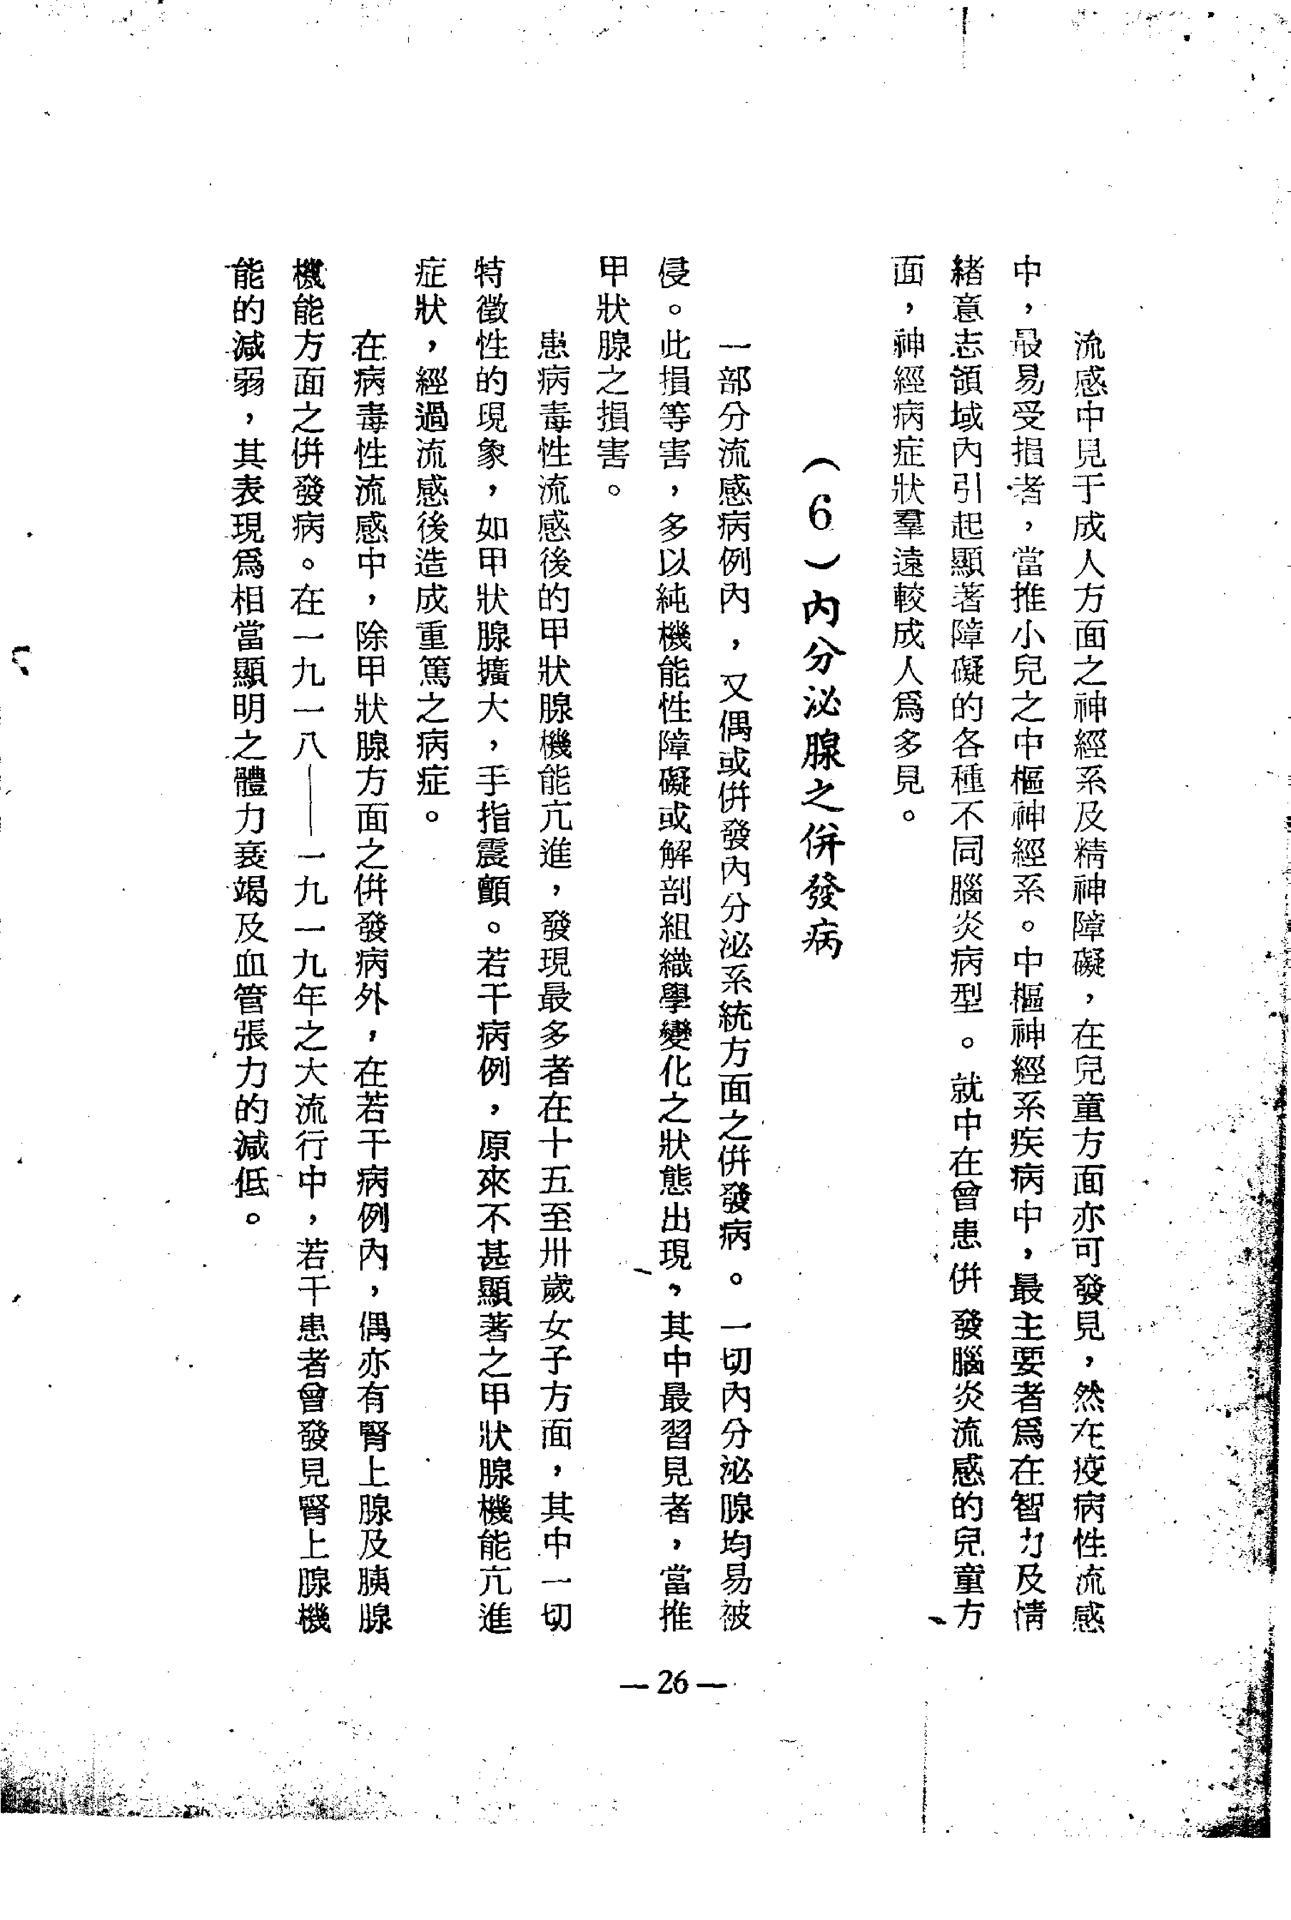 流感中見于成人方面之神經系及精神障礙，在兒童方面亦可發見，然在疫病性流感
中，最易受損者，當推小兒之中樞神經系。中樞神經系疾病中，最主要者爲在智力及情
緒意志領域內引起顯著障礙的各種不同腦炎病型。就中在曾患併發腦炎流感的兒童方
面，神經病症狀羣遠較成人爲多見。
（6）內分泌腺之併發病
一部分流感病例內，又偶或併發內分泌系統方面之併發病。一切內分泌腺均易被
侵。此損等害，多以純機能性障礙或解剖組織學變化之狀態出現，其中最習見者，當推
甲狀腺之損害。
患病毒性流感後的甲狀腺機能亢進，發現最多者在十五至卅歲女子方面，其中一切
特徵性的現象，如甲狀腺擴大，手指震顫。若干病例，原來不甚顯著之甲狀腺機能亢進
症狀，經過流感後造成重篤之病症。
在病毒性流感中，除甲狀腺方面之併發病外，在若干病例內，偶亦有腎上腺及胰腺
機能方面之併發病。在一九一八——一九一九年之大流行中，若干患者曾發見腎上腺機
能的減弱，其表現爲相當顯明之體力衰竭及血管張力的減低。
—26—